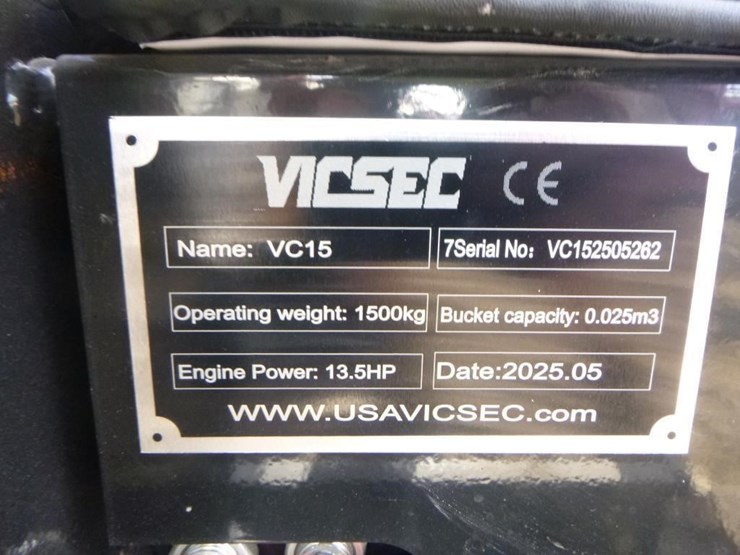 VICSEC CE
Name: VC15
7Serial No: VC152505262
Operating weight: 1500kg
Bucket capacity: 0.025m3
Engine Power: 13.5HP
Date:2025.05
WWW.USAVICSEC.com